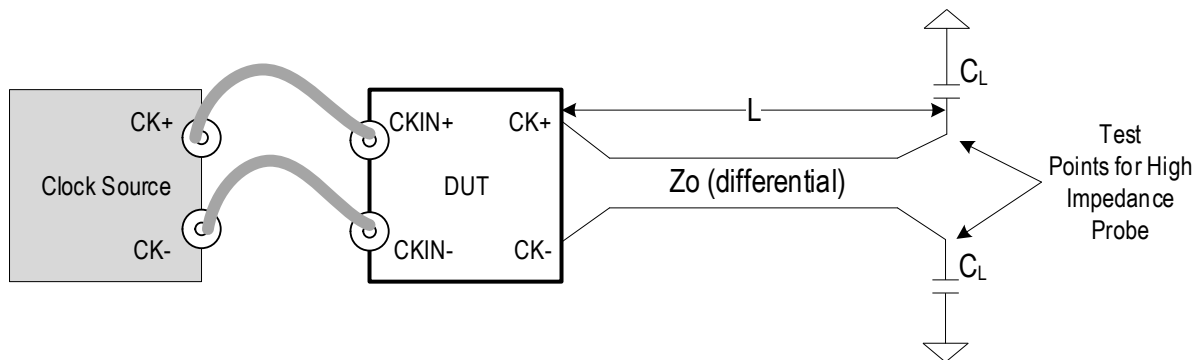 CK+
Clock Source
CK-
CKIN+
DUT
CKIN-
CK+
CK-
L
Zo (differential)
CL
CL
Test
Points for High
Impedance
Probe